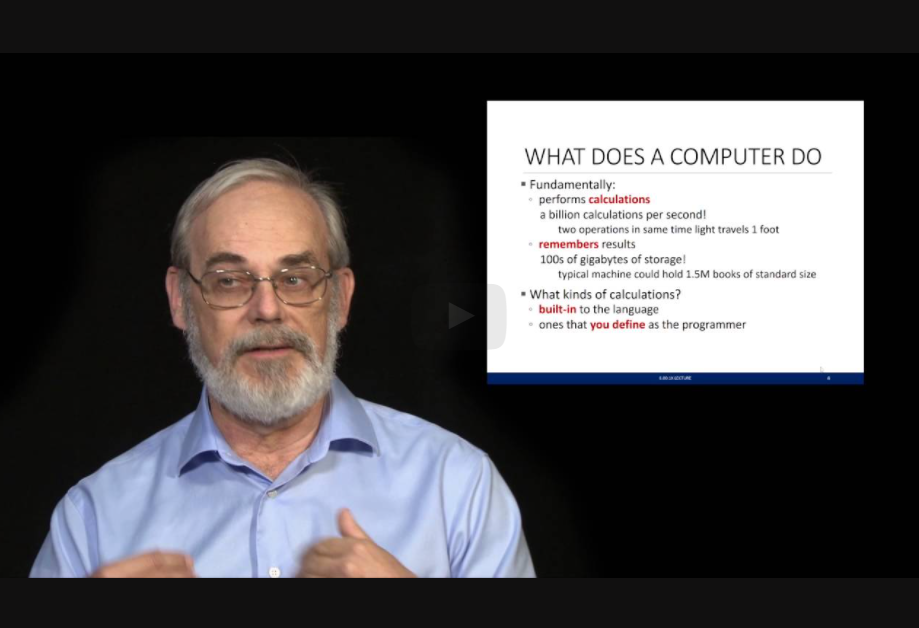 WHAT DOES A COMPUTER DO
Fundamentally:
performs calculations
a billion calculations per second!
two operations in same time light travels 1 foot
remembers results
100s of gigabytes of storage!
typical machine could hold 1.5M books of standard size
What kinds of calculations?
built-in to the language
ones that you define as the programmer
LECTURE